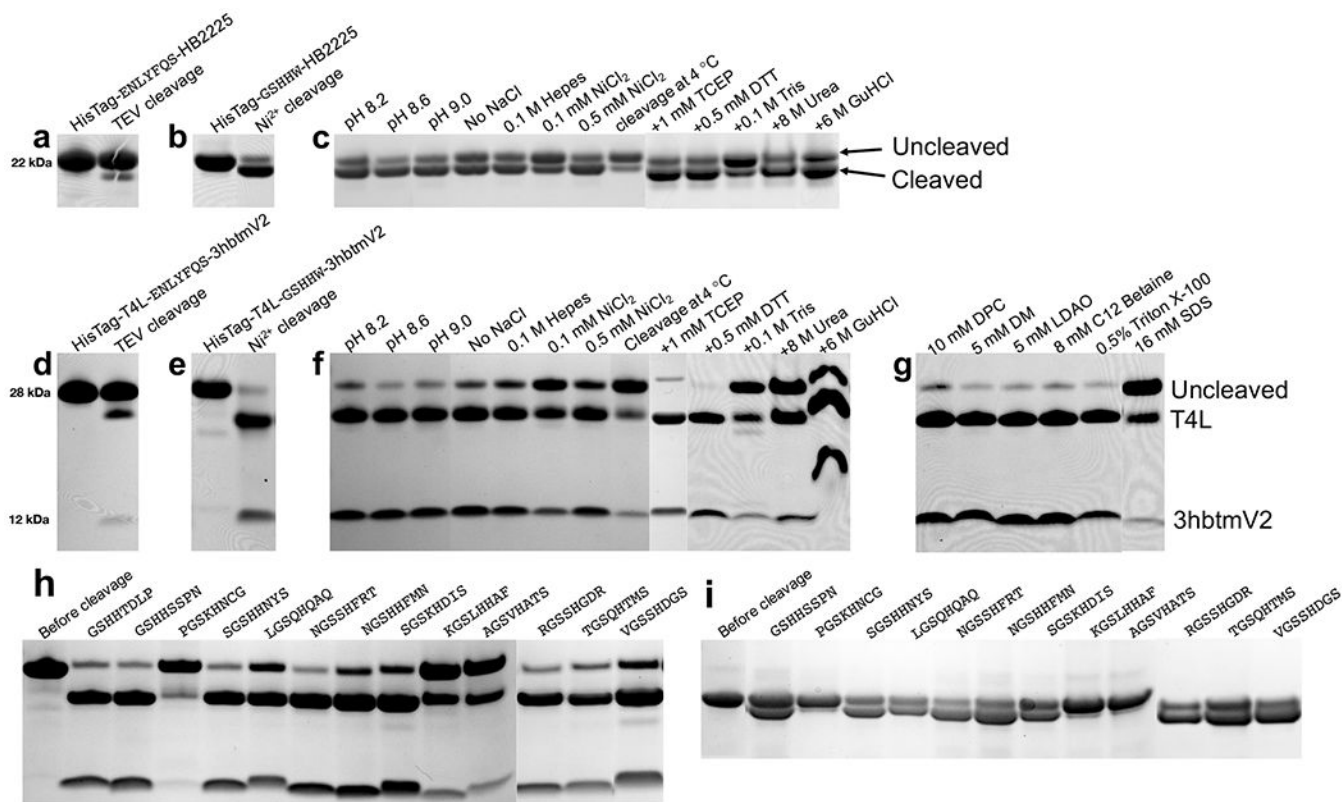 a
HisTag-ENLYFQS-HB2225
TEV cleavage
22 kDa
b
HisTag-GSHHW-HB2225
Ni²⁺ cleavage
c
pH 8.2
pH 8.6
pH 9.0
No NaCl
0.1 M Hepes
0.1 mM NiCl₂
0.5 mM NiCl₂
cleavage at 4 °C
+1 mM TCEP
+0.5 mM DTT
+0.1 M Tris
+8 M Urea
+6 M GuHCl
Uncleaved
Cleaved
d
HisTag-T4L-ENLYFQS-3hbtmV2
TEV cleavage
28 kDa
12 kDa
e
HisTag-T4L-GSHHW-3hbtmV2
Ni²⁺ cleavage
f
pH 8.2
pH 8.6
pH 9.0
No NaCl
0.1 M Hepes
0.1 mM NiCl₂
0.5 mM NiCl₂
Cleavage at 4 °C
+1 mM TCEP
+0.5 mM DTT
+0.1 M Tris
+8 M Urea
+6 M GuHCl
g
10 mM DPC
5 mM DM
5 mM LDAO
8 mM C12 Betaine
0.5% Triton X-100
16 mM SDS
Uncleaved
T4L
3hbtmV2
h
Before cleavage
GSHHTDLP
GSHHSSPN
PGSKHNCG
SGSHHNYS
LGSQHQAQ
NGSSHFRT
NGSHHFMN
SGSKHDIS
KGSLHHAF
AGSVHATS
RGSSHGDR
TGSQHTMS
VGSSHDGS
i
Before cleavage
GSHHSSPN
PGSKHNCG
SGSHHNYS
LGSQHQAQ
NGSSHFRT
NGSHHFMN
SGSKHDIS
KGSLHHAF
AGSVHATS
RGSSHGDR
TGSQHTMS
VGSSHDGS